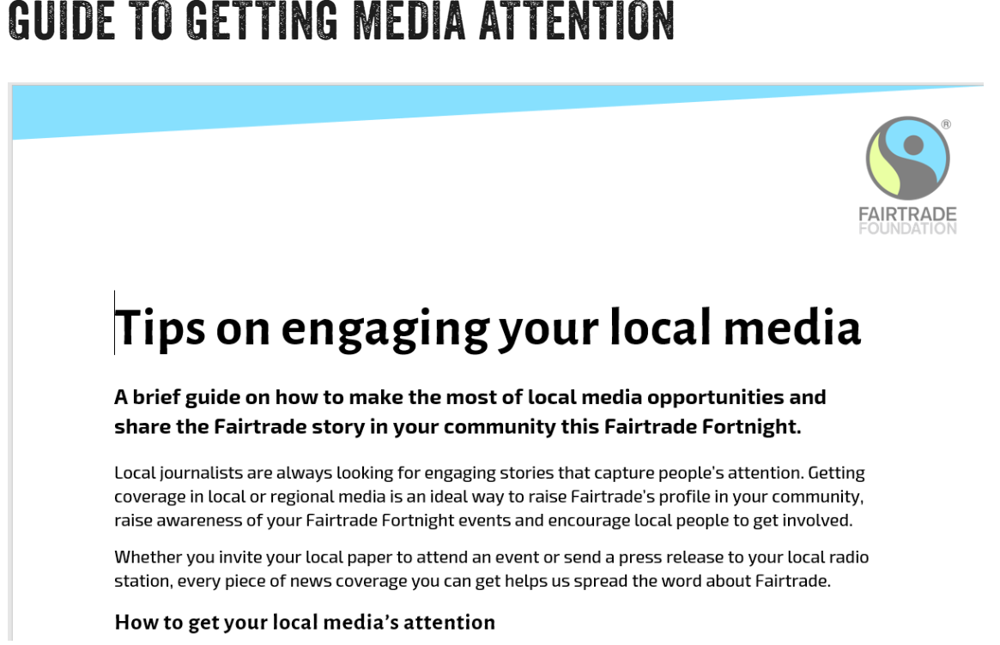 GUIDE TO GETTING MEDIA ATTENTION
®
FAIRTRADE
FOUNDATION
Tips on engaging your local media
A brief guide on how to make the most of local media opportunities and
share the Fairtrade story in your community this Fairtrade Fortnight.
Local journalists are always looking for engaging stories that capture people’s attention. Getting
coverage in local or regional media is an ideal way to raise Fairtrade’s profile in your community,
raise awareness of your Fairtrade Fortnight events and encourage local people to get involved.
Whether you invite your local paper to attend an event or send a press release to your local radio
station, every piece of news coverage you can get helps us spread the word about Fairtrade.
How to get your local media’s attention